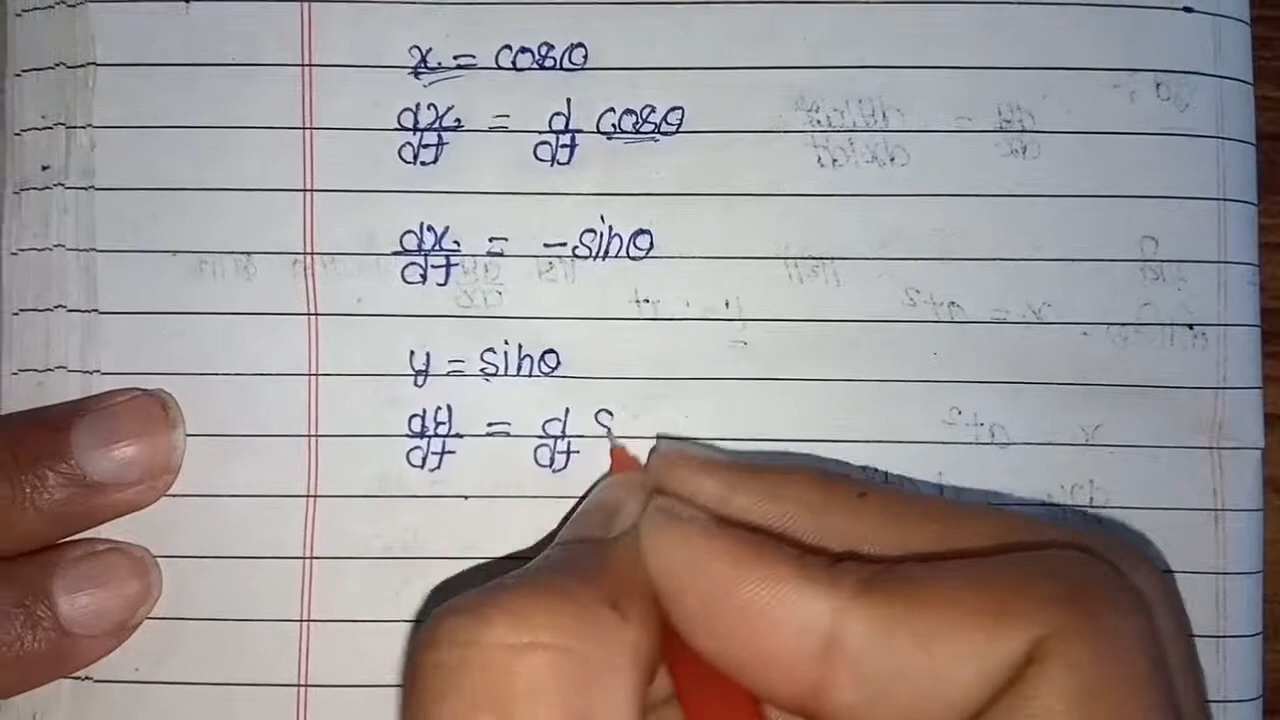 x = cosθ
dx/dt = d/dt cosθ
dx/dt = -sinθ
y = sinθ
dy/dt = d/dt s